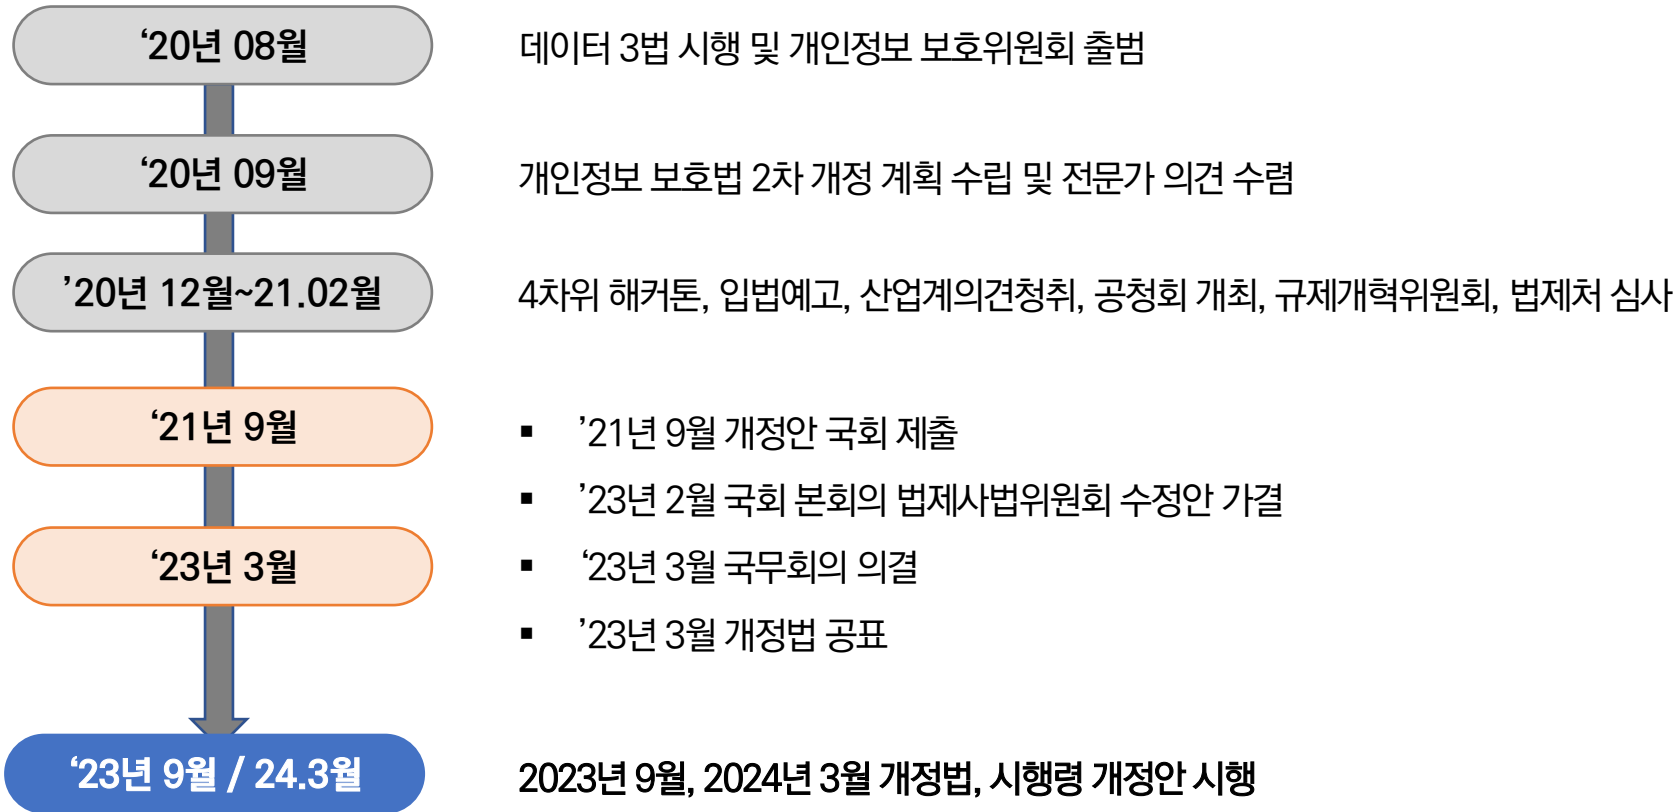 ‘20년 08월
데이터 3법 시행 및 개인정보 보호위원회 출범
‘20년 09월
개인정보 보호법 2차 개정 계획 수립 및 전문가 의견 수렴
’20년 12월~21.02월
4차위 해커톤, 입법예고, 산업계의견청취, 공청회 개최, 규제개혁위원회, 법제처 심사
‘21년 9월
▪ ’21년 9월 개정안 국회 제출
▪ ’23년 2월 국회 본회의 법제사법위원회 수정안 가결
‘23년 3월
▪ ‘23년 3월 국무회의 의결
▪ ’23년 3월 개정법 공표
‘23년 9월 / 24.3월
2023년 9월, 2024년 3월 개정법, 시행령 개정안 시행